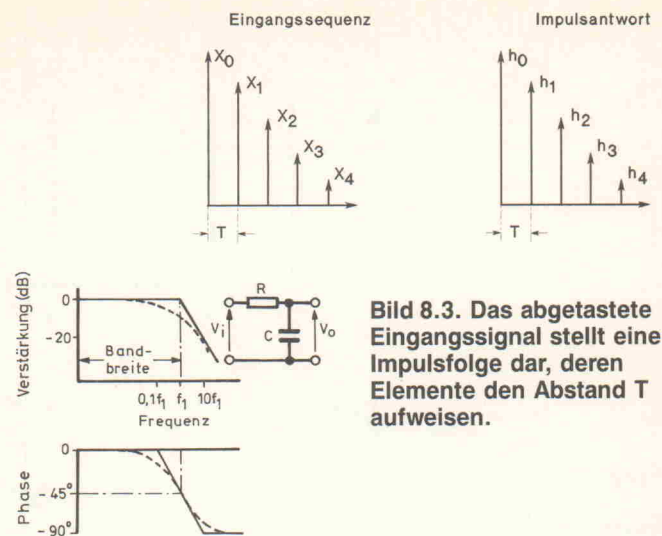 Eingangssequenz
X0
X1
X2
X3
X4
T
Impulsantwort
h0
h1
h2
h3
h4
T
Verstärkung (dB)
0
-20
Band-
breite
0,1f1 f1 10f1
Frequenz
R
C
Vi
Vo
Bild 8.3. Das abgetastete
Eingangssignal stellt eine
Impulsfolge dar, deren
Elemente den Abstand T
aufweisen.
Phase
0
-45°
-90°